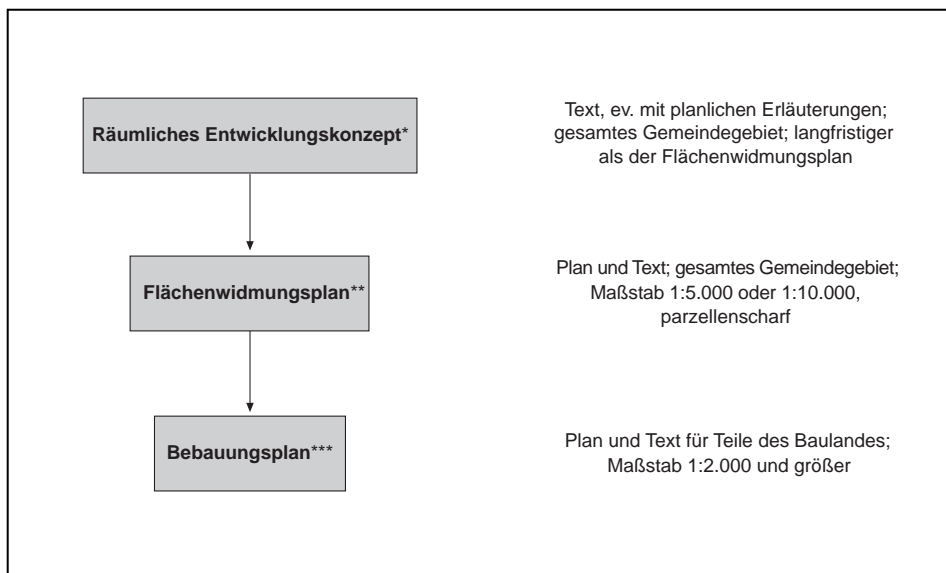 Räumliches Entwicklungskonzept*
Text, ev. mit planlichen Erläuterungen;
gesamtes Gemeindegebiet; langfristiger
als der Flächenwidmungsplan
Flächenwidmungsplan**
Plan und Text; gesamtes Gemeindegebiet;
Maßstab 1:5.000 oder 1:10.000,
parzellenscharf
Bebauungsplan***
Plan und Text für Teile des Baulandes;
Maßstab 1:2.000 und größer